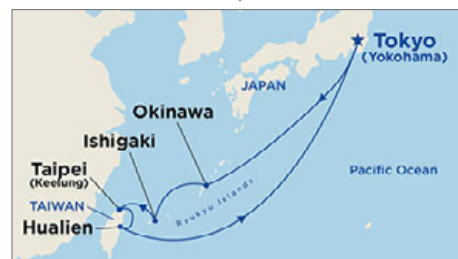 Tokyo
(Yokohama)
JAPAN
Okinawa
Ishigaki
Taipei
(Keelung)
TAIWAN
Hualien
Ryukyu Islands
Pacific Ocean